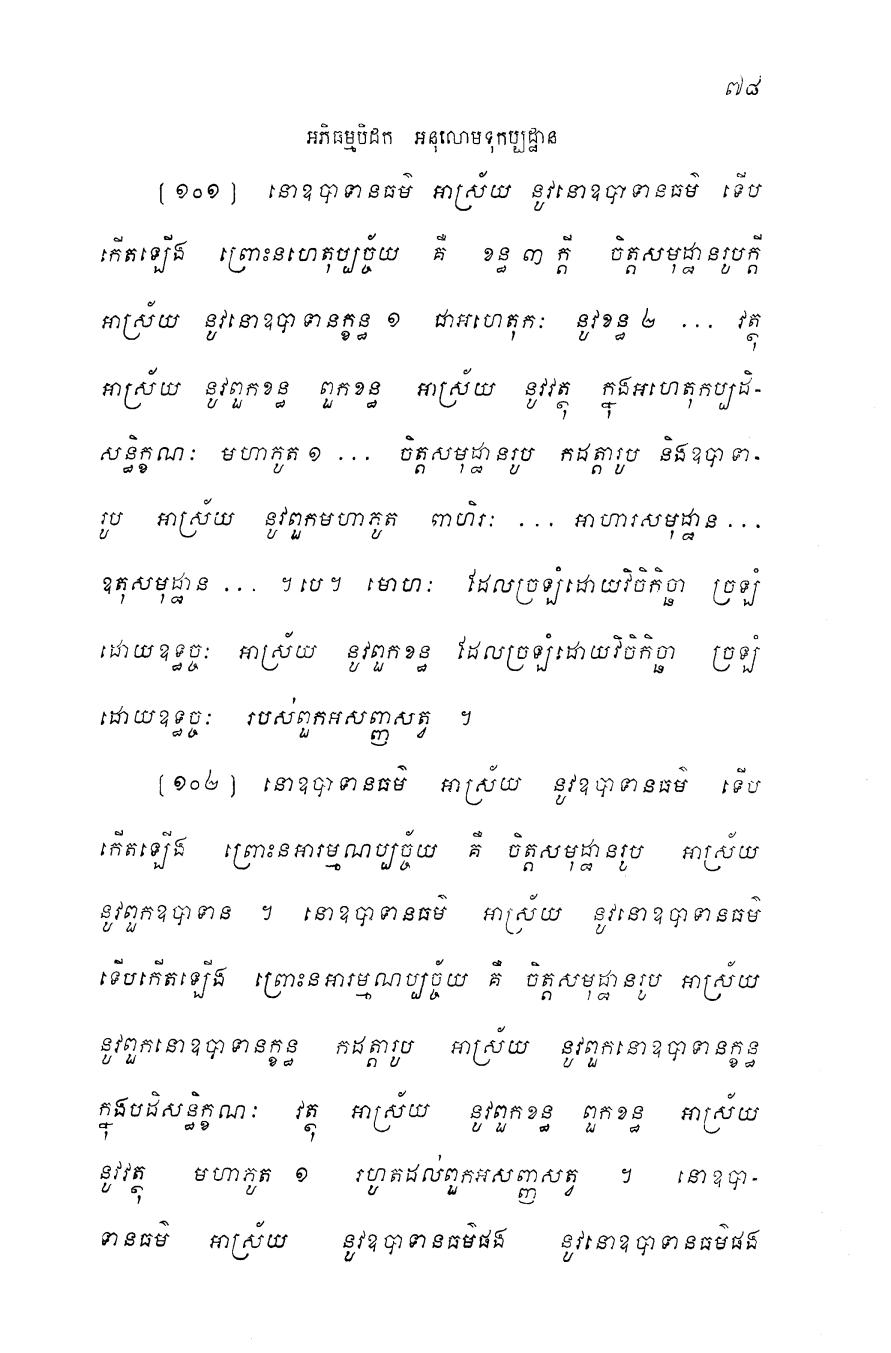 ៧៨
អភិធម្មបិដក អនុលោមទុកប្បដ្ឋាន
[១០១] នោឧបាទានធម៌ អាស្រ័យ នូវនោឧបាទានធម៌ ទើប
កើតឡើង ព្រោះនហេតុប្បច្ច័យ គឺ ខន្ធ ៣ ក្តី ចិត្តសមុដ្ឋានរូបក្តី
អាស្រ័យ នូវនោឧបាទានក្ខន្ធ ១ ជាអហេតុកៈ នូវខន្ធ ២ ... វត្ថុ
អាស្រ័យ នូវពួកខន្ធ ពួកខន្ធ អាស្រ័យ នូវវត្ថុ ក្នុងអហេតុកប្បដិ-
សន្ធិក្ខណៈ មហាភូត ១ ... ចិត្តសមុដ្ឋានរូប កដត្តារូប និងឧបាទា-
រូប អាស្រ័យ នូវពួកមហាភូត ពាហិរៈ ... អាហារសមុដ្ឋាន ...
ឧតុសមុដ្ឋាន ... ។ បេ ។ មោហៈ ដែលច្រឡំដោយវិចិកិច្ឆា ច្រឡំ
ដោយឧទ្ធច្ចៈ អាស្រ័យ នូវពួកខន្ធ ដែលច្រឡំដោយវិចិកិច្ឆា ច្រឡំ
ដោយឧទ្ធច្ចៈ របស់ពួកអសញ្ញសត្វ ។
[១០២] នោឧបាទានធម៌ អាស្រ័យ នូវឧបាទានធម៌ ទើប
កើតឡើង ព្រោះនអារម្មណប្បច្ច័យ គឺ ចិត្តសមុដ្ឋានរូប អាស្រ័យ
នូវពួកឧបាទាន ។ នោឧបាទានធម៌ អាស្រ័យ នូវនោឧបាទានធម៌
ទើបកើតឡើង ព្រោះនអារម្មណប្បច្ច័យ គឺ ចិត្តសមុដ្ឋានរូប អាស្រ័យ
នូវពួកនោឧបាទានក្ខន្ធ កដត្តារូប អាស្រ័យ នូវពួកនោឧបាទានក្ខន្ធ
ក្នុងបដិសន្ធិក្ខណៈ វត្ថុ អាស្រ័យ នូវពួកខន្ធ ពួកខន្ធ អាស្រ័យ
នូវវត្ថុ មហាភូត ១ រហូតដល់ពួកអសញ្ញសត្វ ។ នោឧបា-
ទានធម៌ អាស្រ័យ នូវឧបាទានធម៌ផង នូវនោឧបាទានធម៌ផង